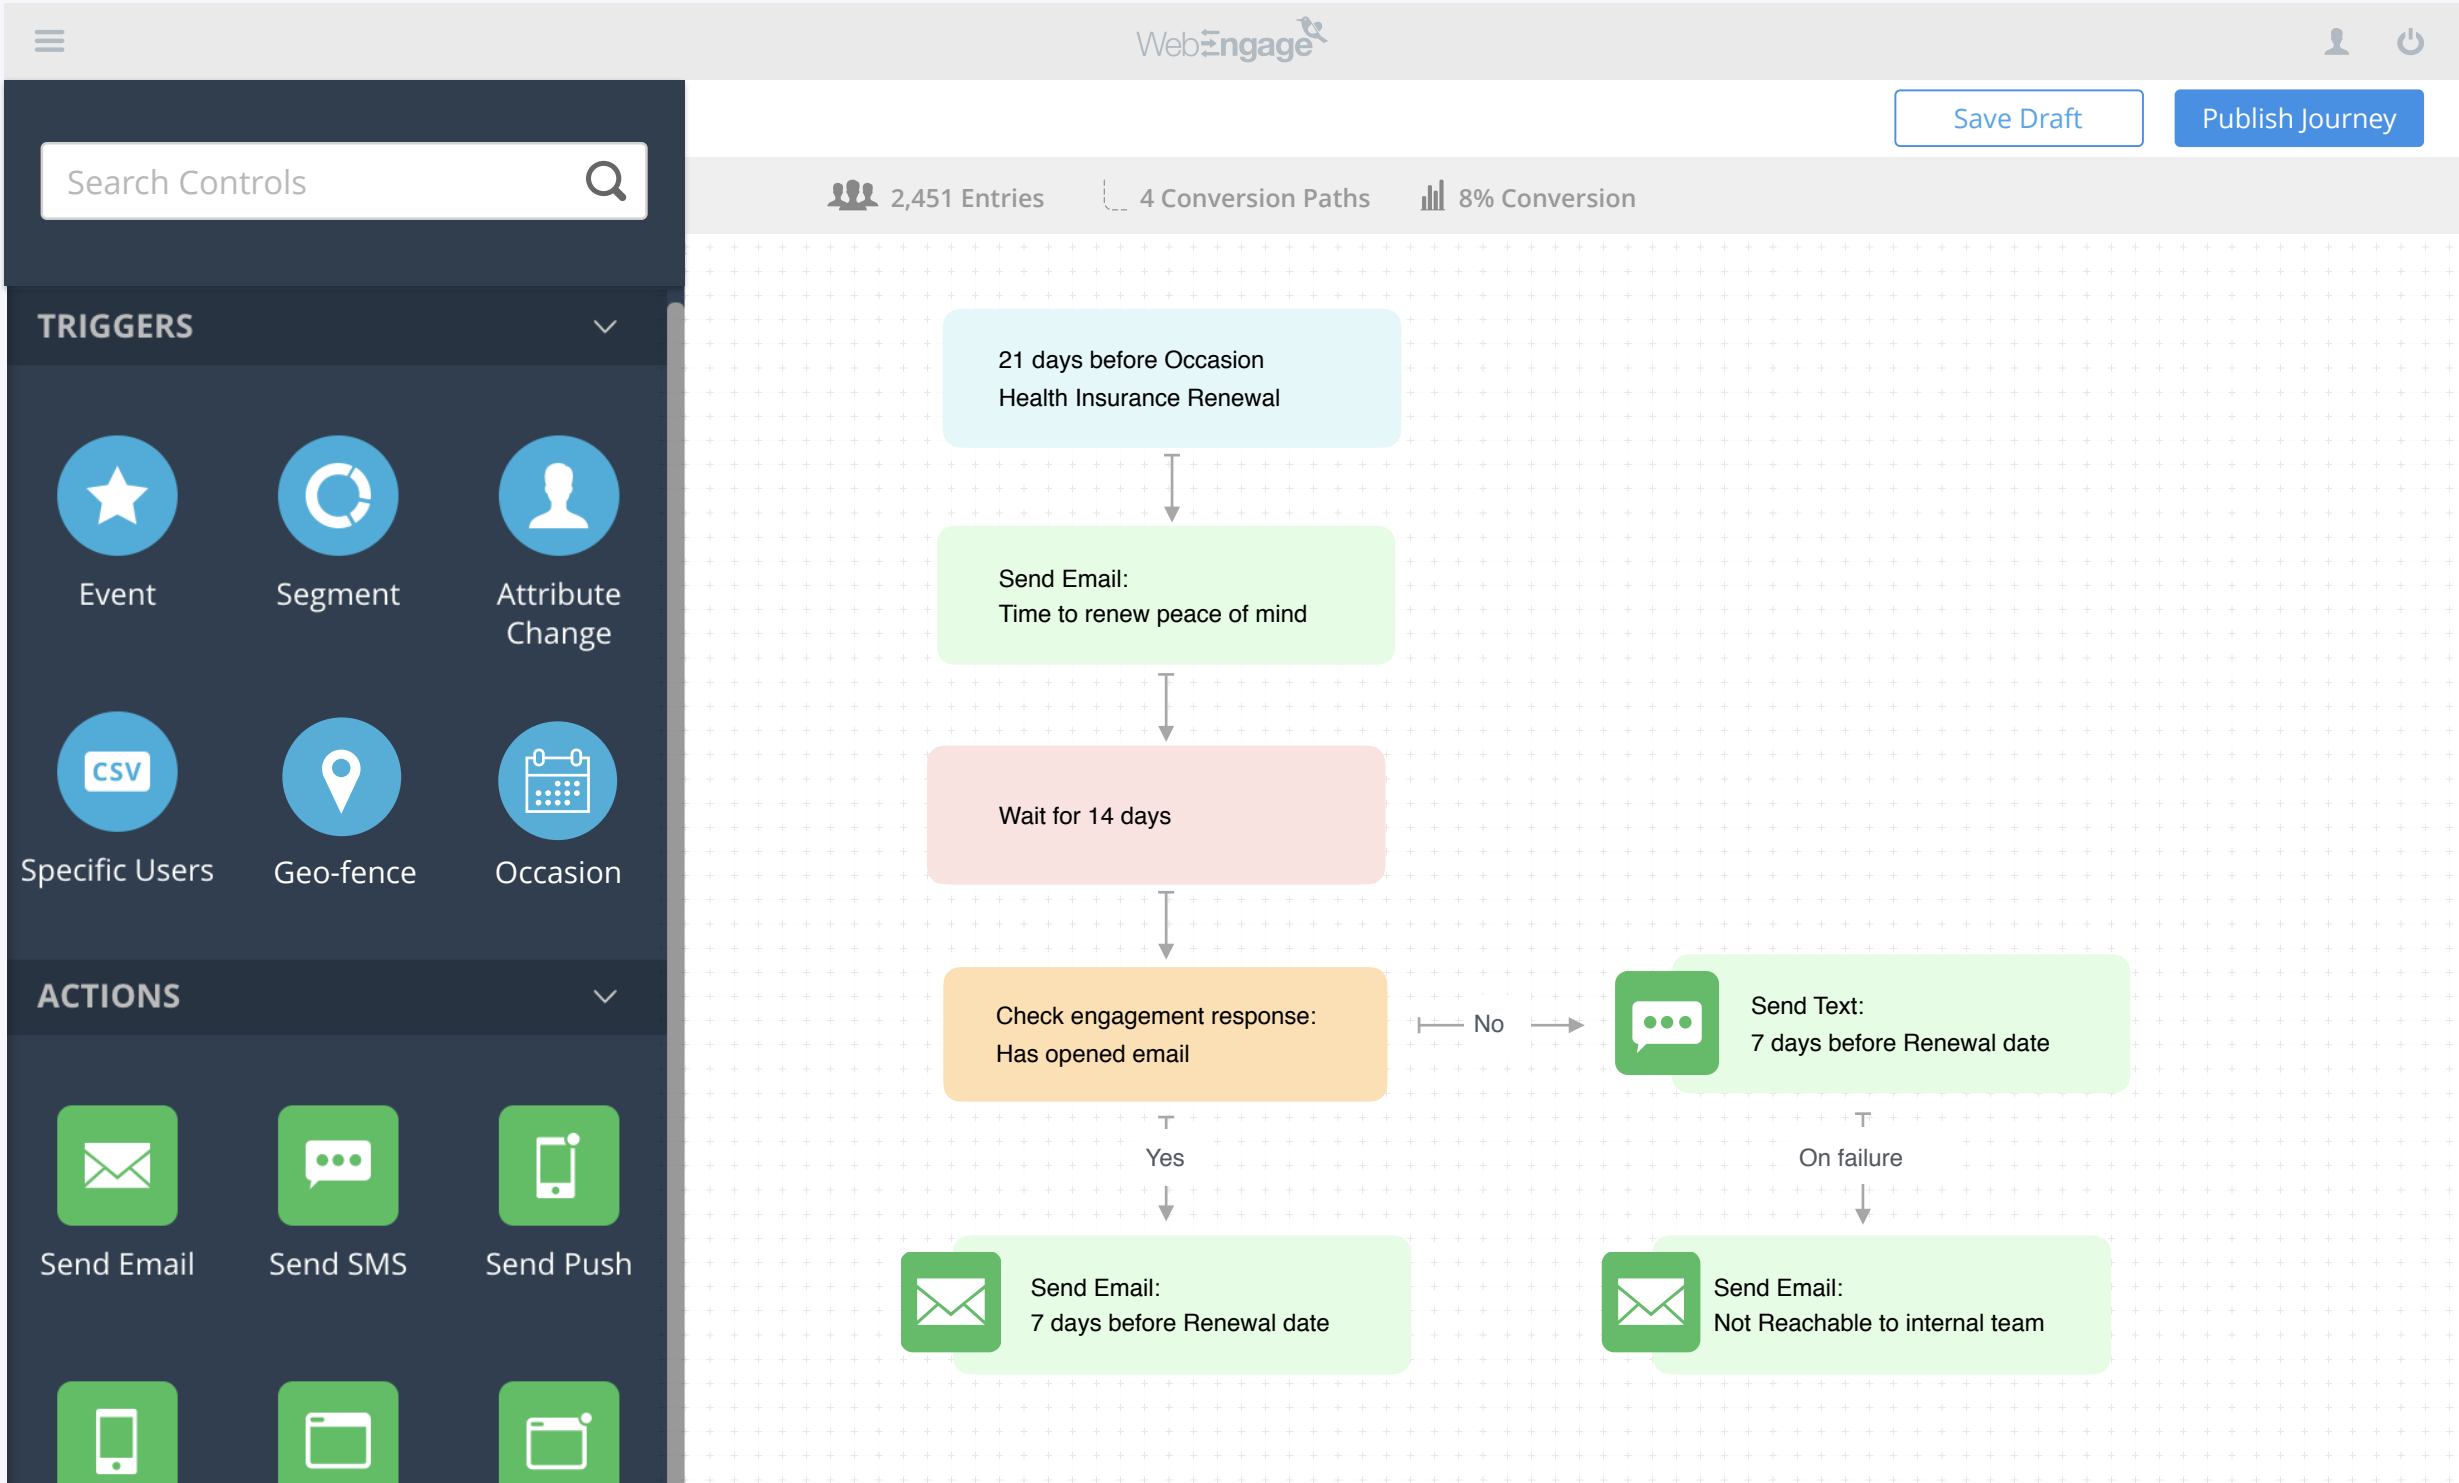 WebEngage
Save Draft
Publish Journey
Search Controls
2,451 Entries
4 Conversion Paths
8% Conversion
TRIGGERS
Event
Segment
Attribute
Change
CSV
Specific Users
Geo-fence
Occasion
ACTIONS
Send Email
Send SMS
Send Push
21 days before Occasion
Health Insurance Renewal
Send Email:
Time to renew peace of mind
Wait for 14 days
Check engagement response:
Has opened email
No
Send Text:
7 days before Renewal date
Yes
On failure
Send Email:
7 days before Renewal date
Send Email:
Not Reachable to internal team